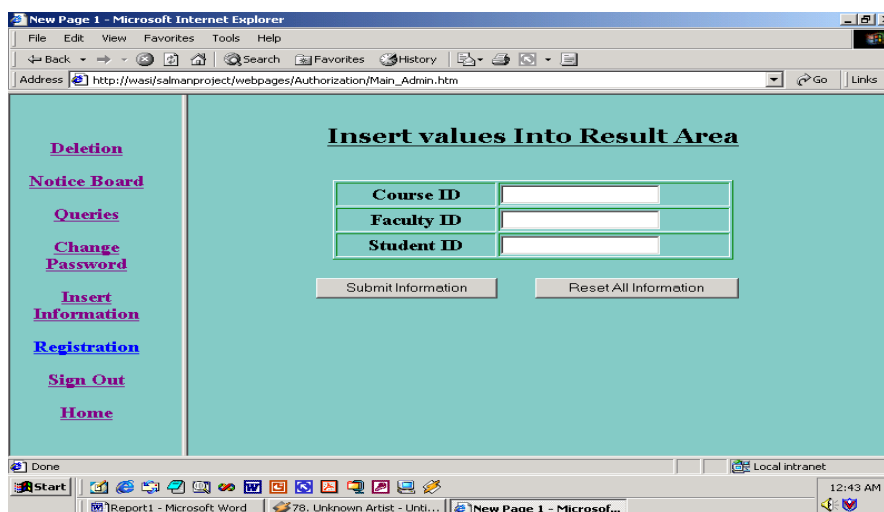 New Page 1 - Microsoft Internet Explorer
File Edit View Favorites Tools Help
Back Search Favorites History
Address http://wasi/salmanproject/webpages/Authorization/Main_Admin.htm Go Links
Deletion
Notice Board
Queries
Change
Password
Insert
Information
Registration
Sign Out
Home
Insert values Into Result Area
Course ID
Faculty ID
Student ID
Submit Information Reset All Information
Done Local intranet
Start 12:43 AM
Report1 - Microsoft Word 78. Unknown Artist - Unti... New Page 1 - Microsof...